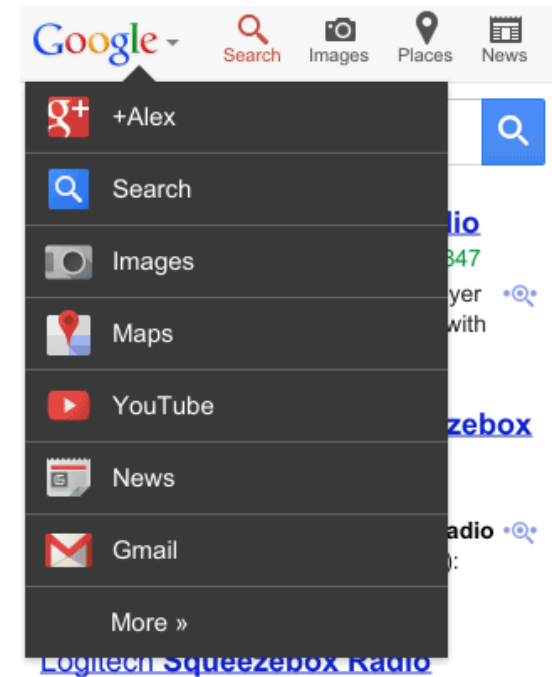 Google
Search Images Places News
+Alex
Search
dio
Images
347
yer
with
Maps
YouTube
zebox
News
adio
Gmail
):
More »
Logitech Squeezebox Radio